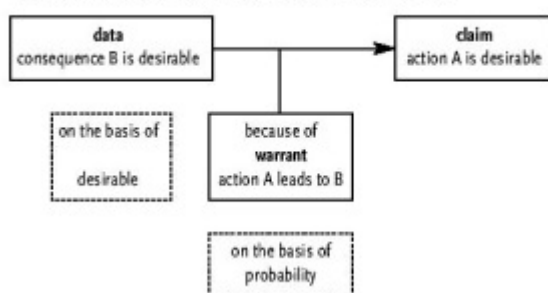 data
consequence B is desirable
claim
action A is desirable
on the basis of
desirable
because of
warrant
action A leads to B
on the basis of
probability